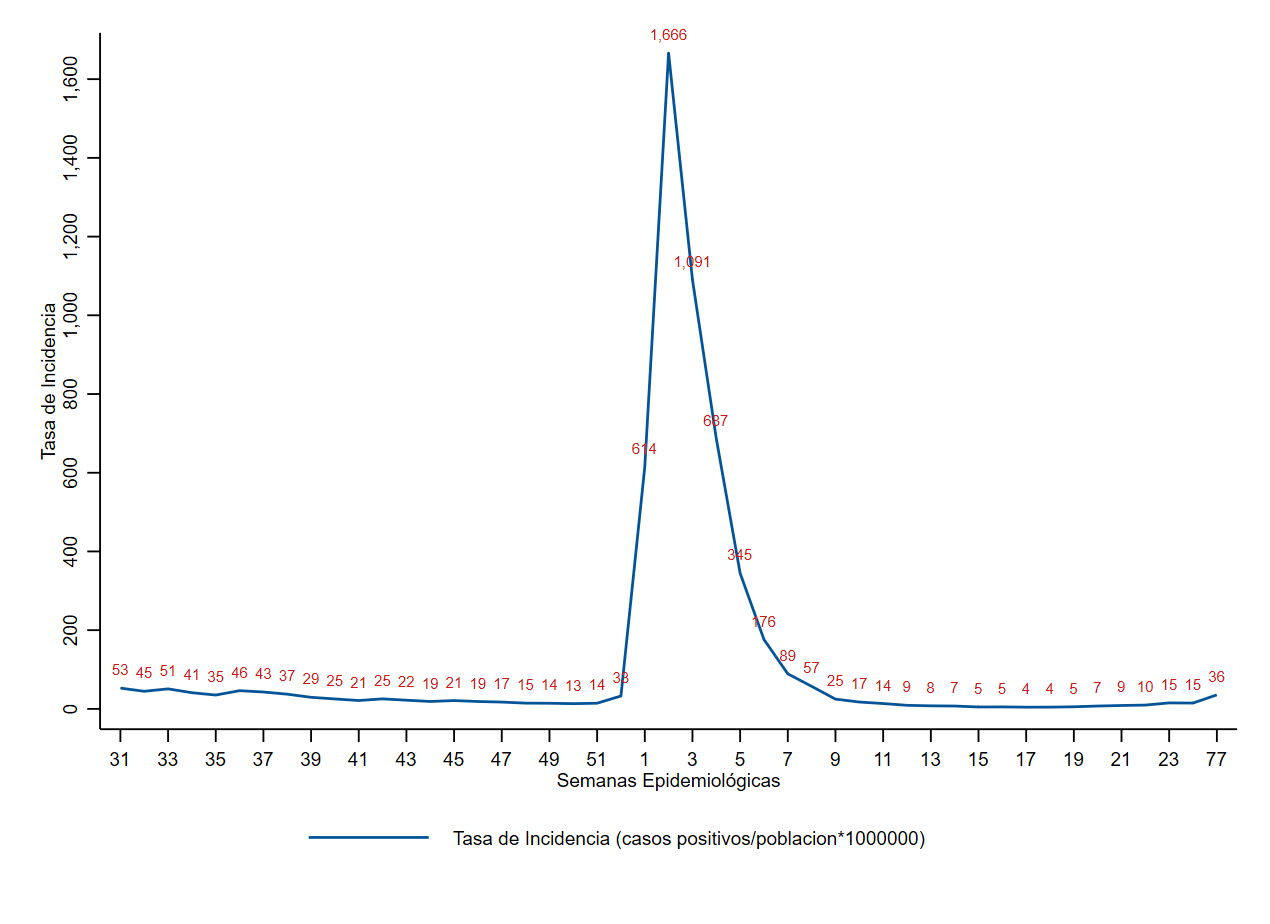 1,666
1,600
1,400
1,200
1,091
1,000
800
687
614
600
400
345
200
176
89
57
53 45 51 41 35 46 43 37 29 25 21 25 22 19 21 19 17 15 14 13 14 33
25 17 14 9 8 7 5 5 4 4 5 7 9 10 15 15 36
0
Tasa de Incidencia
31 33 35 37 39 41 43 45 47 49 51 1 3 5 7 9 11 13 15 17 19 21 23 77
Semanas Epidemiológicas
Tasa de Incidencia (casos positivos/poblacion*1000000)